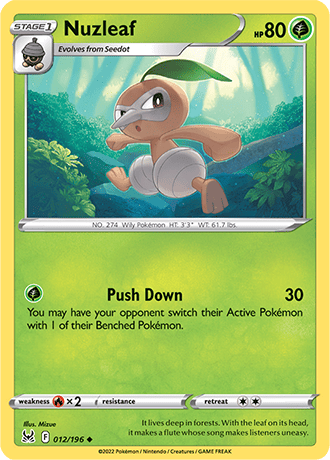 STAGE 1 Nuzleaf HP 80
Evolves from Seedot
NO. 274 Wily Pokémon HT: 3'3" WT: 61.7 lbs.
Push Down 30
You may have your opponent switch their Active Pokémon
with 1 of their Benched Pokémon.
weakness ×2 resistance retreat
Illus. Mizue
F 012/196
It lives deep in forests. With the leaf on its head,
it makes a flute whose song makes listeners uneasy.
©2022 Pokémon / Nintendo / Creatures / GAME FREAK